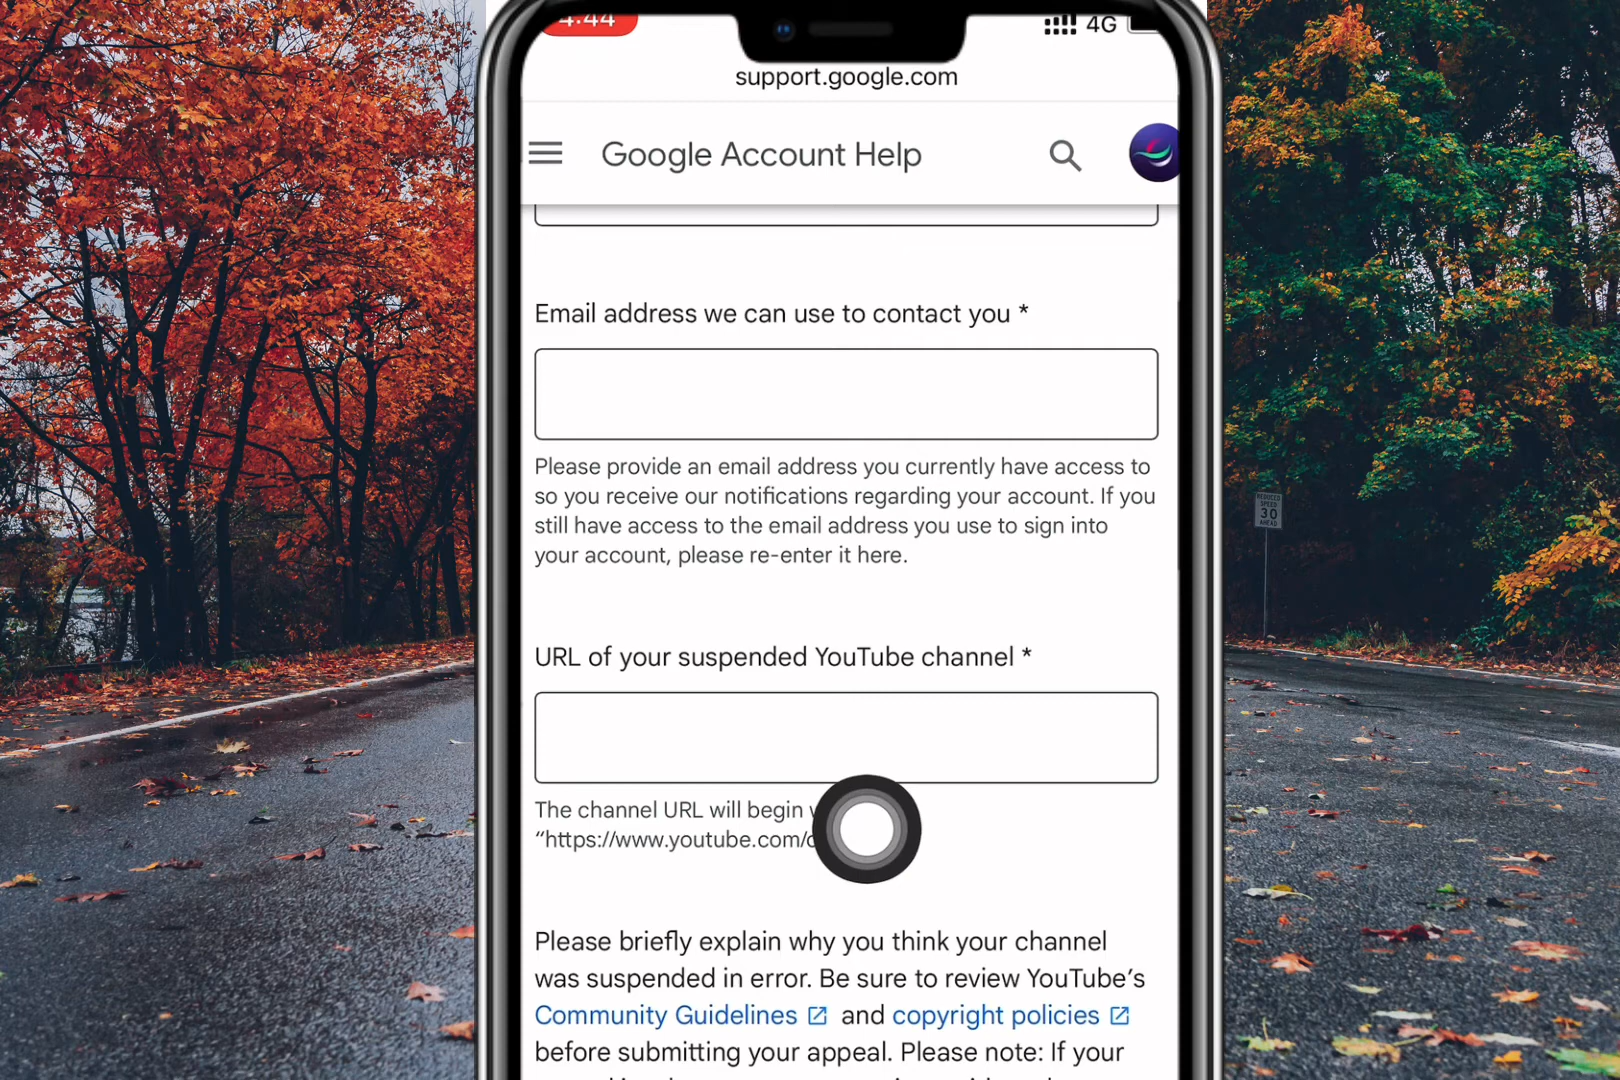 4:44
4G
support.google.com
Google Account Help
Email address we can use to contact you *
Please provide an email address you currently have access to
so you receive our notifications regarding your account. If you
still have access to the email address you use to sign into
your account, please re-enter it here.
REDUCED
SPEED
30
AHEAD
URL of your suspended YouTube channel *
The channel URL will begin
“https://www.youtube.com/
Please briefly explain why you think your channel
was suspended in error. Be sure to review YouTube’s
Community Guidelines and copyright policies
before submitting your appeal. Please note: If your